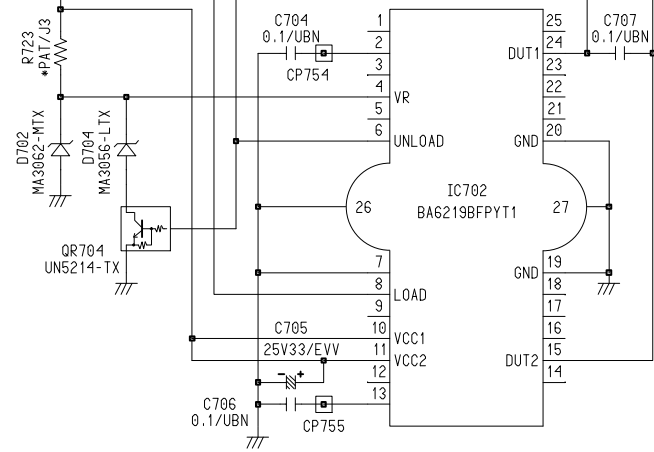 C704
0.1/UBN
CP754
R723
*PAT/J3
D702
MA3062-MTX
D704
MA3056-LTX
QR704
UN5214-TX
C705
25V33/EVV
- +
C706
0.1/UBN
CP755
1
2
3
4
5
6
26
7
8
9
10
11
12
13
VR
UNLOAD
LOAD
VCC1
VCC2
IC702
BA6219BFPYT1
DUT1
GND
GND
DUT2
25
24
23
22
21
20
27
19
18
17
16
15
14
C707
0.1/UBN